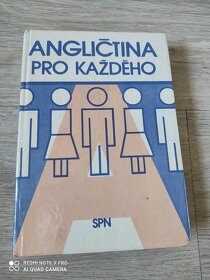 ANGLIČTINA
PRO KAŽDÉHO
SPN
REDMI NOTE 9 PRO
AI QUAD CAMERA